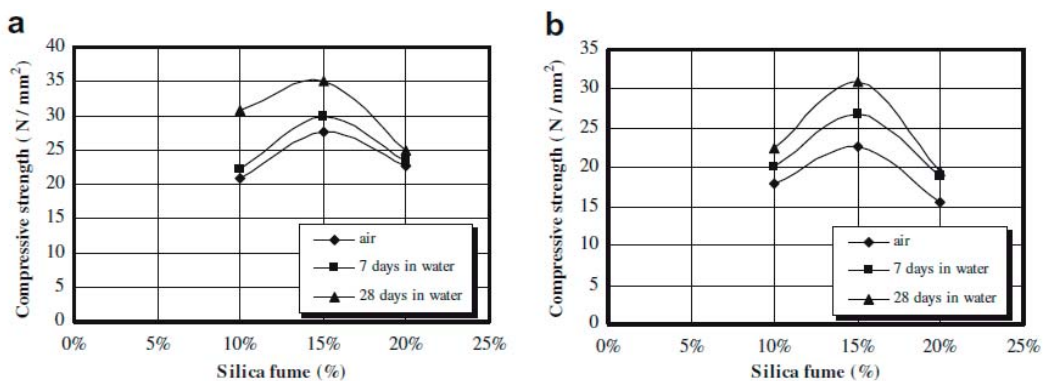 a
Compressive strength ( N / mm²)
40
35
30
25
20
15
10
5
0
0%
5%
10%
15%
20%
25%
Silica fume (%)
air
7 days in water
28 days in water
b
Compressive strength ( N / mm²)
35
30
25
20
15
10
5
0
0%
5%
10%
15%
20%
25%
Silica fume (%)
air
7 days in water
28 days in water